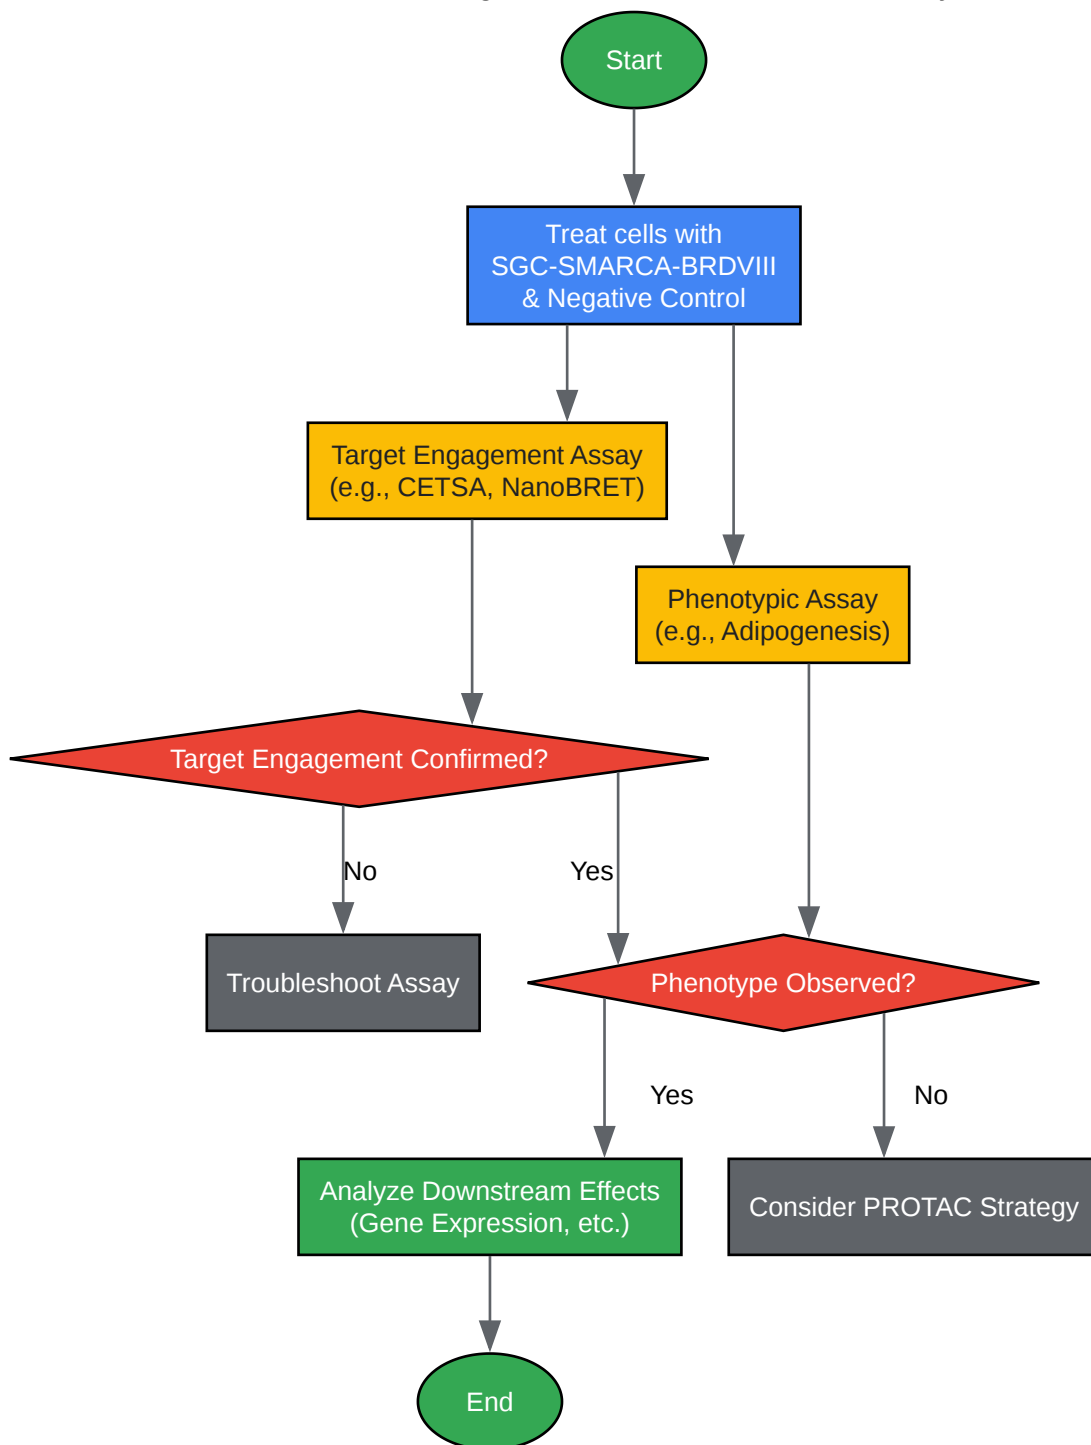 Start
Treat cells with
SGC-SMARCA-BRDVIII
& Negative Control
Target Engagement Assay
(e.g., CETSA, NanoBRET)
Phenotypic Assay
(e.g., Adipogenesis)
Target Engagement Confirmed?
No
Yes
Troubleshoot Assay
Phenotype Observed?
Yes
No
Analyze Downstream Effects
(Gene Expression, etc.)
Consider PROTAC Strategy
End